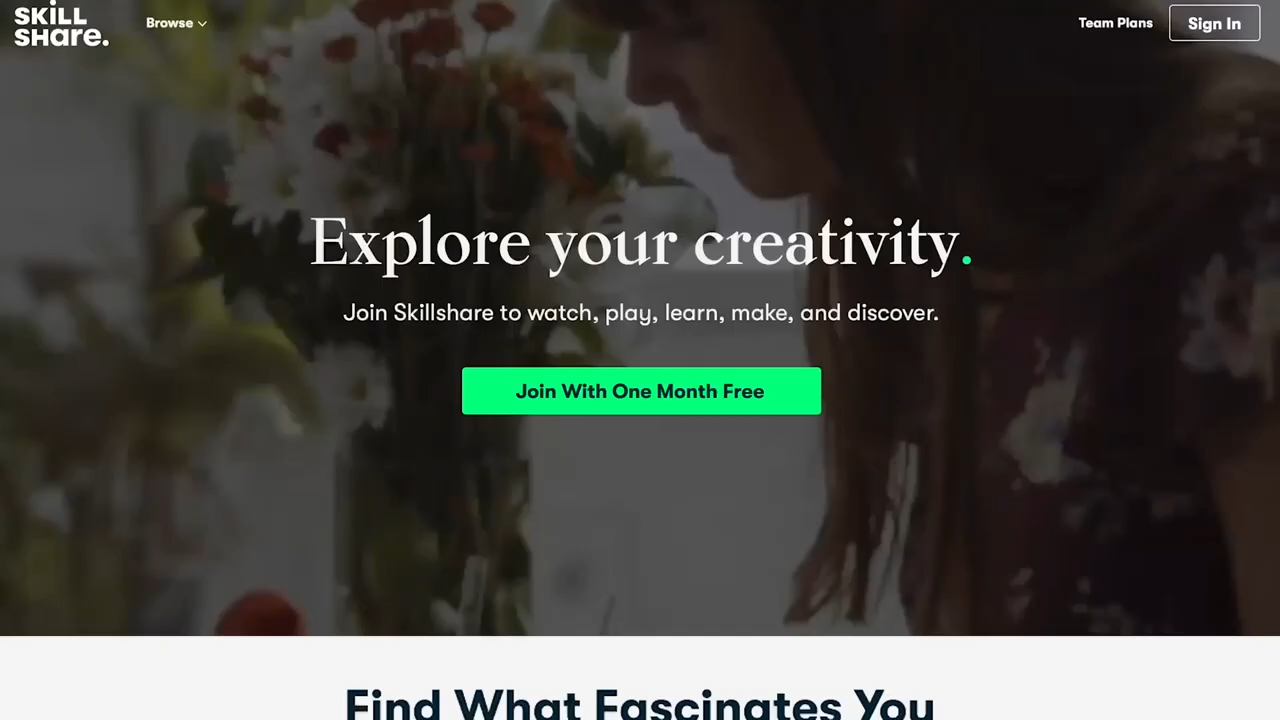 SKILL
SHare.
Browse
Team Plans
Sign In
Explore your creativity.
Join Skillshare to watch, play, learn, make, and discover.
Join With One Month Free
Find What Fascinates You